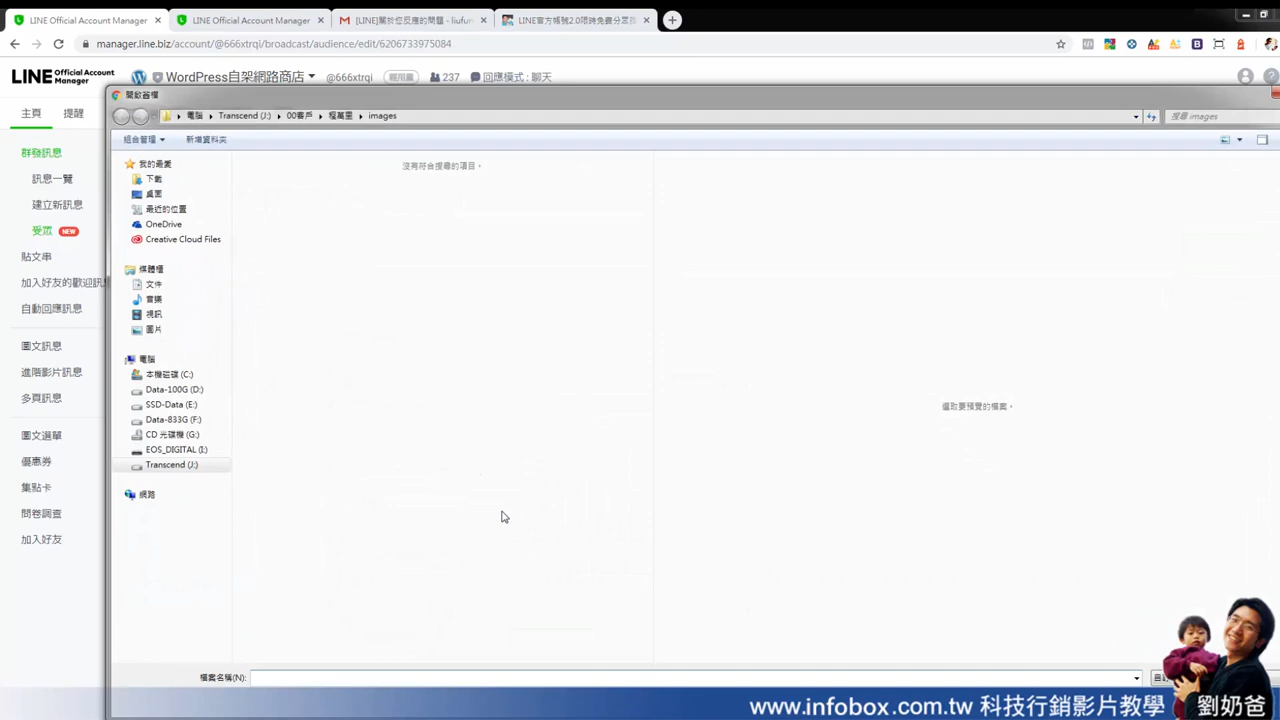 LINE Official Account Manager
LINE Official Account Manager
[LINE]關於您反應的問題 - liufun
LINE官方帳號2.0限時免費分眾推
manager.line.biz/account/@666xtrqi/broadcast/audience/edit/6206733975084
LINE Official Account Manager
WordPress自架網路商店
@666xtrqi
輕用量
237
回應模式 : 聊天
主頁
提醒
群發訊息
訊息一覽
建立新訊息
受眾
NEW
貼文串
加入好友的歡迎訊息
自動回應訊息
圖文訊息
進階影片訊息
多頁訊息
圖文選單
優惠券
集點卡
問卷調查
加入好友
開啟舊檔
電腦
Transcend (J:)
00客戶
程萬里
images
搜尋 images
組合管理
新增資料夾
我的最愛
下載
桌面
最近的位置
OneDrive
Creative Cloud Files
媒體櫃
文件
音樂
視訊
圖片
電腦
本機磁碟 (C:)
Data-100G (D:)
SSD-Data (E:)
Data-833G (F:)
CD 光碟機 (G:)
EOS_DIGITAL (I:)
Transcend (J:)
網路
沒有符合搜尋的項目。
選取要預覽的檔案。
檔案名稱(N):
www.infobox.com.tw 科技行銷影片教學
劉奶爸